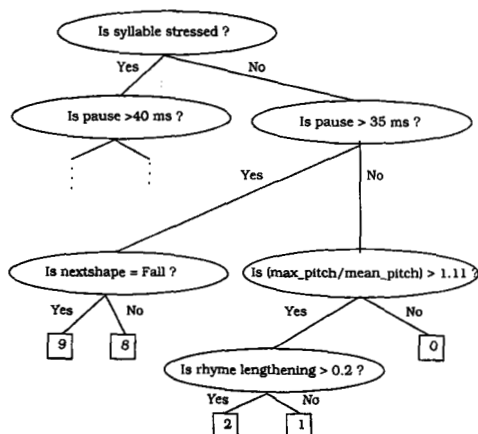 Is syllable stressed ?
Yes
No
Is pause >40 ms ?
Is pause > 35 ms ?
Yes
No
Is nextshape = Fall ?
Is (max_pitch/mean_pitch) > 1.11 ?
Yes
No
Yes
No
9
8
0
Is rhyme lengthening > 0.2 ?
Yes
No
2
1